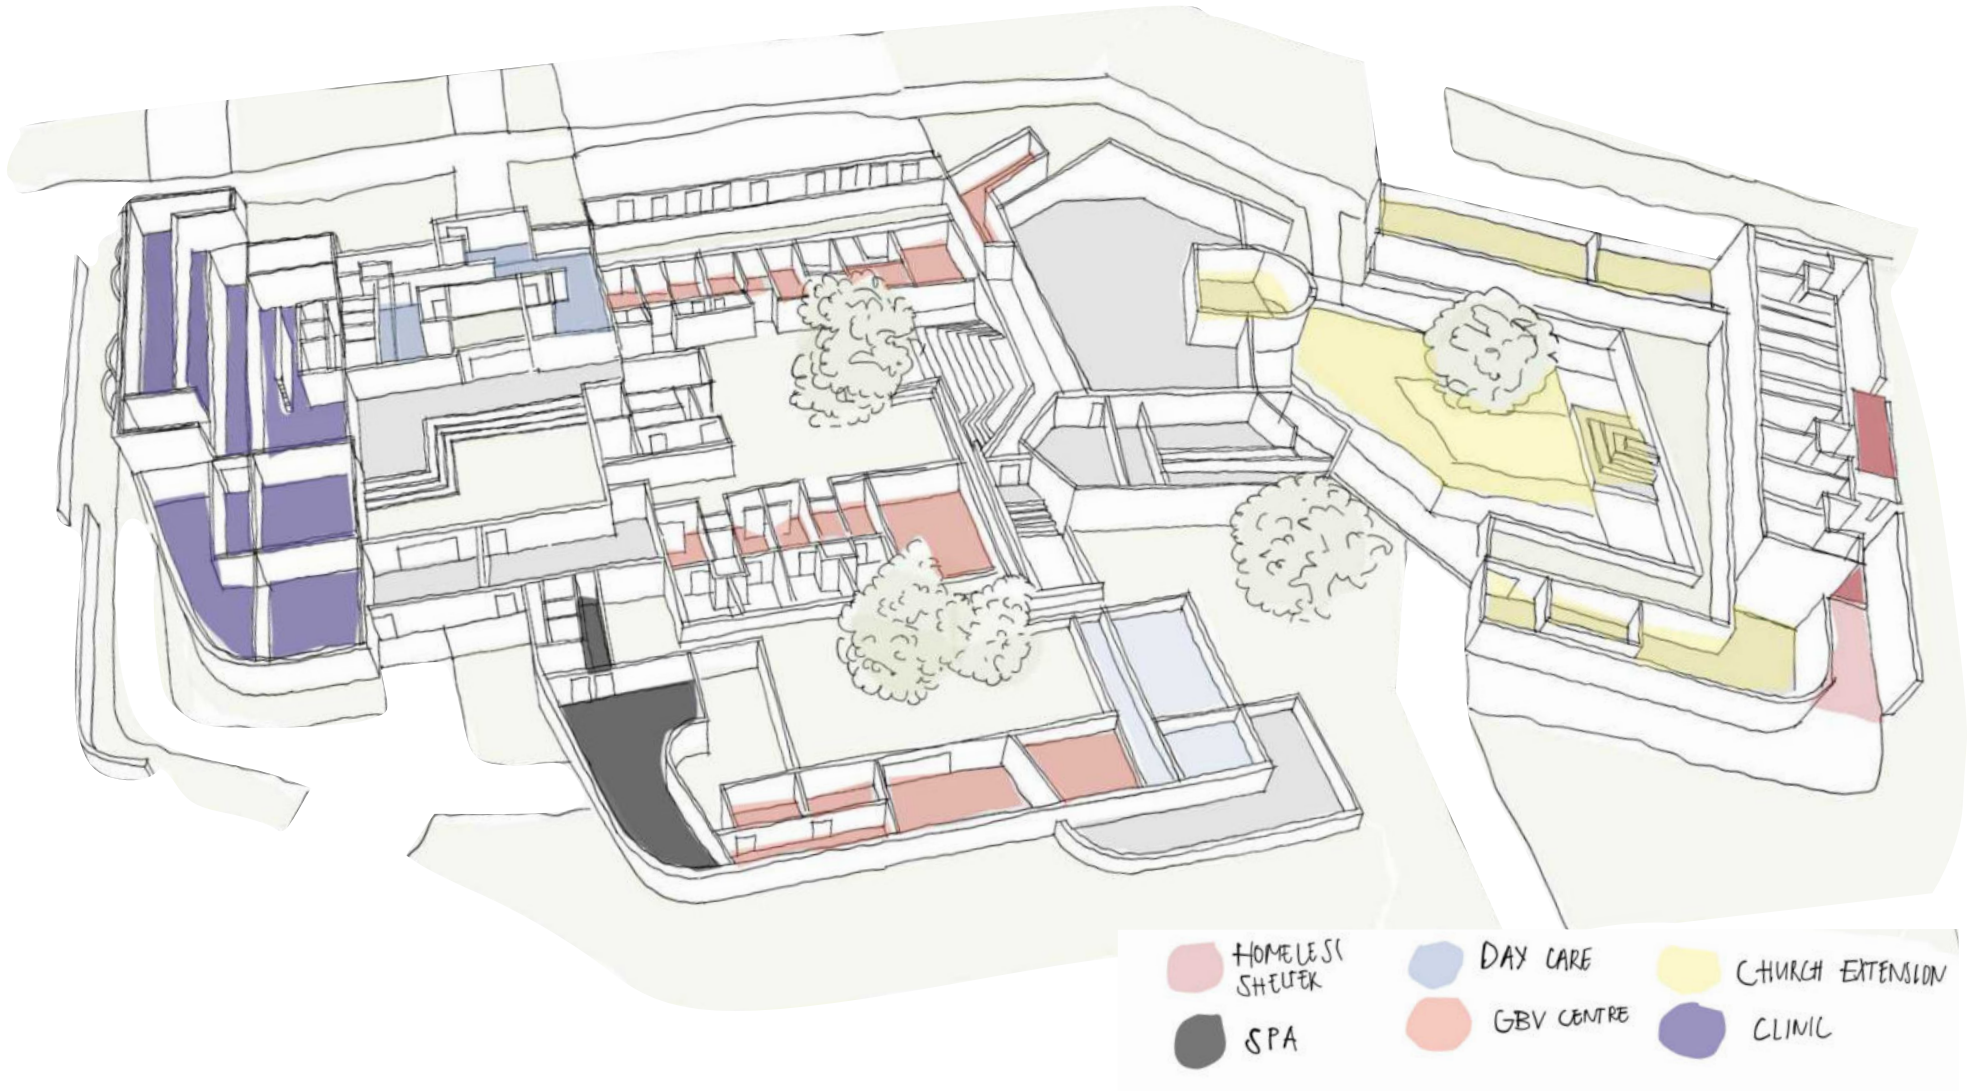 HOMELESS
SHELTER
DAY CARE
CHURCH EXTENSION
SPA
GBV CENTRE
CLINIC